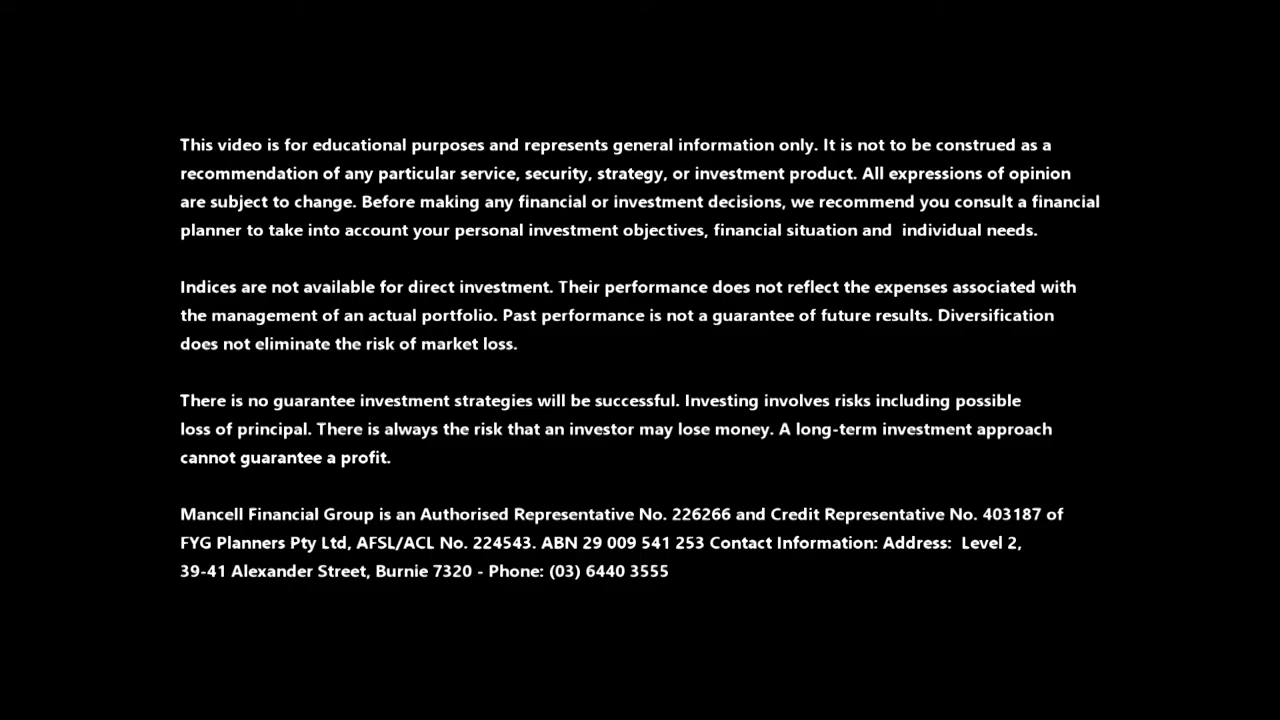 This video is for educational purposes and represents general information only. It is not to be construed as a
recommendation of any particular service, security, strategy, or investment product. All expressions of opinion
are subject to change. Before making any financial or investment decisions, we recommend you consult a financial
planner to take into account your personal investment objectives, financial situation and  individual needs.
Indices are not available for direct investment. Their performance does not reflect the expenses associated with
the management of an actual portfolio. Past performance is not a guarantee of future results. Diversification
does not eliminate the risk of market loss.
There is no guarantee investment strategies will be successful. Investing involves risks including possible
loss of principal. There is always the risk that an investor may lose money. A long-term investment approach
cannot guarantee a profit.
Mancell Financial Group is an Authorised Representative No. 226266 and Credit Representative No. 403187 of
FYG Planners Pty Ltd, AFSL/ACL No. 224543. ABN 29 009 541 253 Contact Information: Address:  Level 2,
39-41 Alexander Street, Burnie 7320 - Phone: (03) 6440 3555